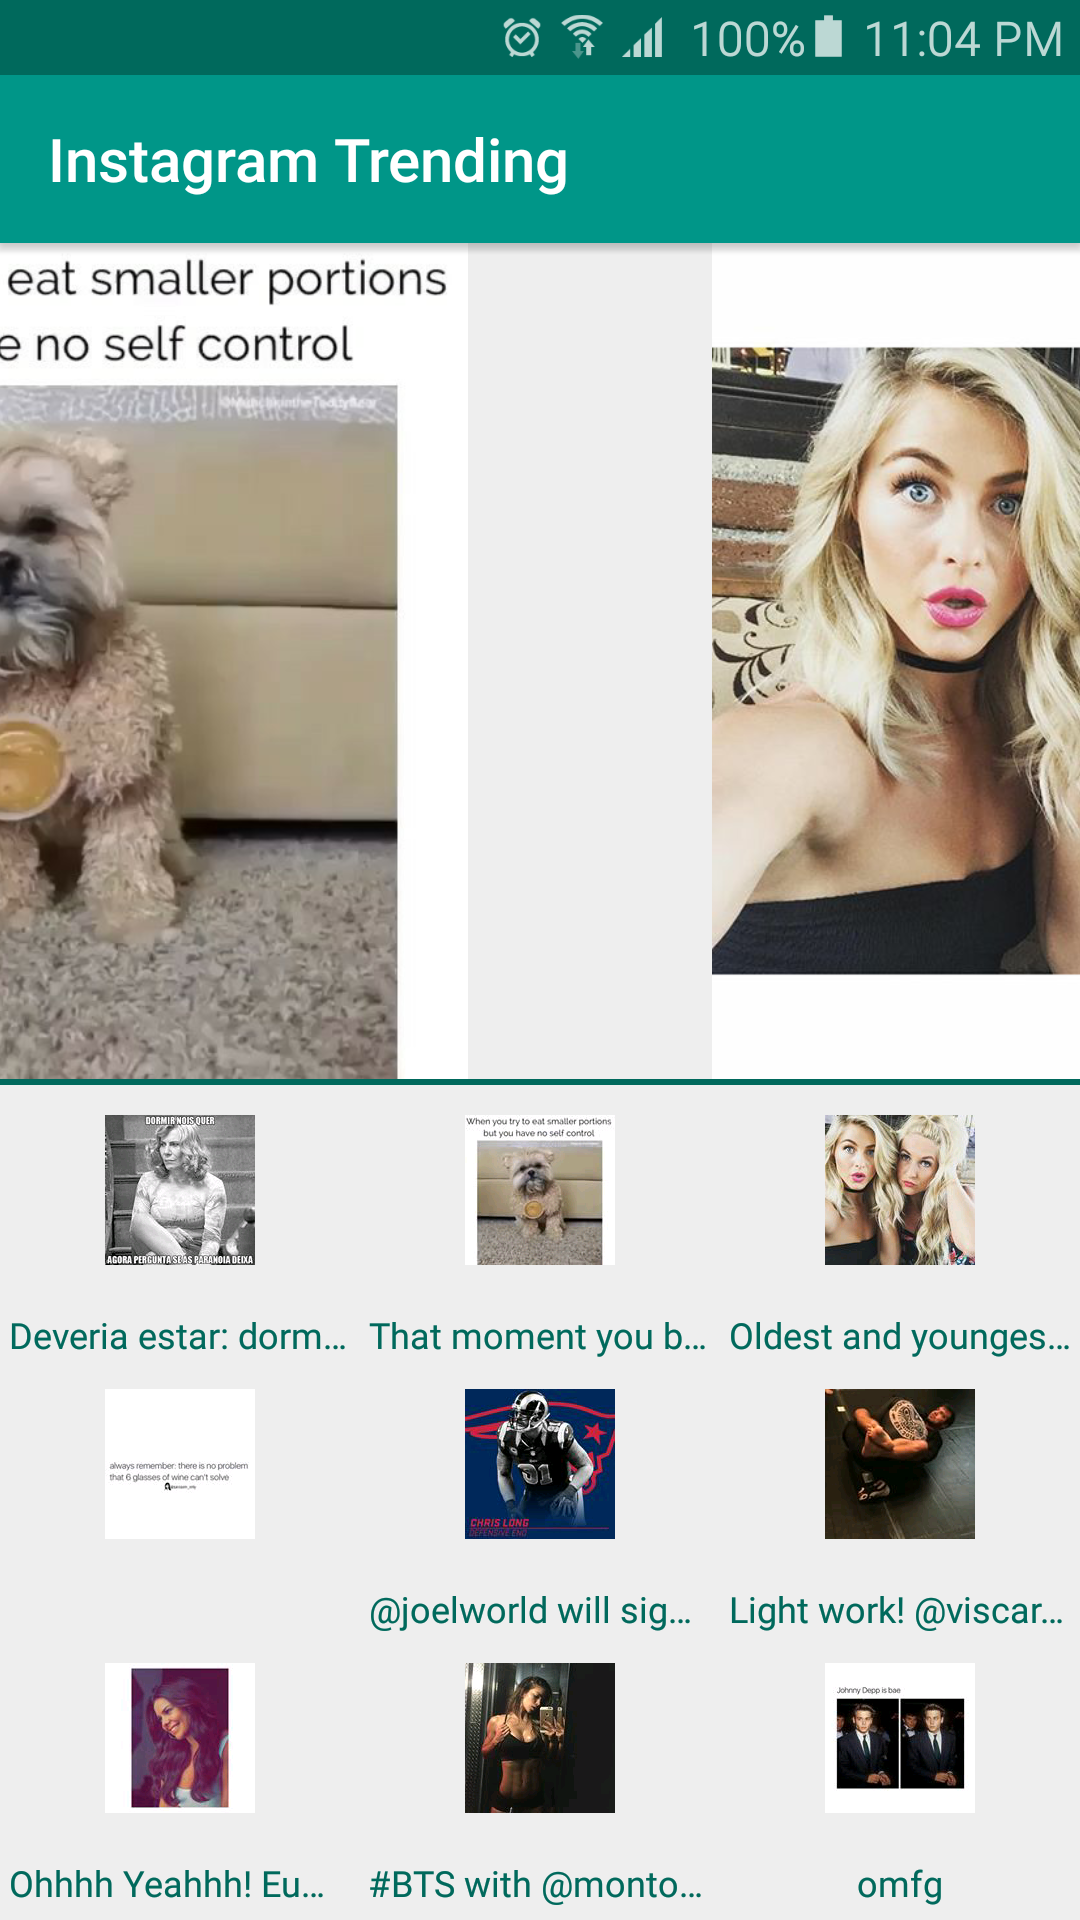 100% 11:04 PM
Instagram Trending
eat smaller portions
e no self control
@MunchkintheTeddyBear
DORMIR NOIS QUER
AGORA PERGUNTA SE AS PARANOIA DEIXA
When you try to eat smaller portions
but you have no self control
Deveria estar: dorm...
That moment you b...
Oldest and younges...
always remember: there is no problem
that 6 glasses of wine can't solve
91
CHRIS LONG
DEFENSIVE END
@joelworld will sig...
Light work! @viscar...
Johnny Depp is bae
Ohhhh Yeahhh! Eu...
#BTS with @monto...
omfg